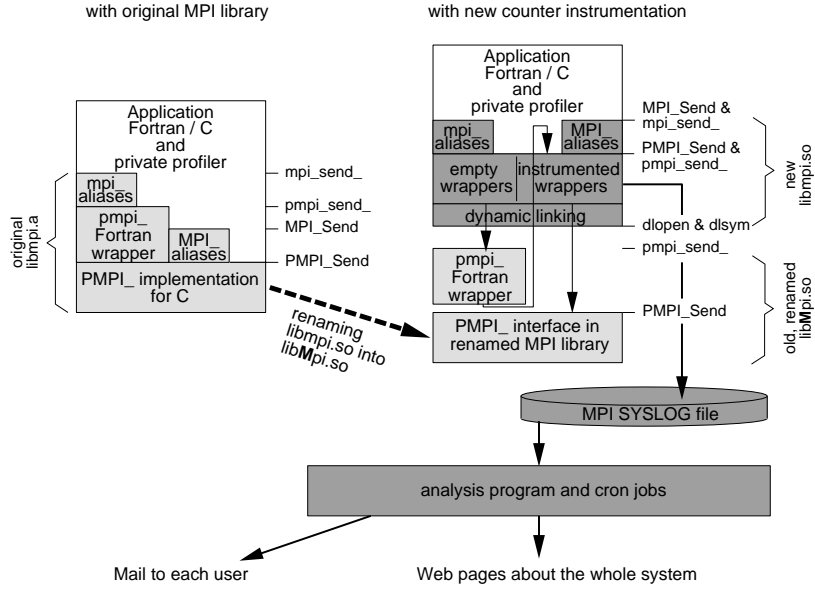 with original MPI library
with new counter instrumentation
Application
Fortran / C
and
private profiler
mpi_
aliases
pmpi_
Fortran
wrapper
MPI_
aliases
PMPI_ implementation
for C
mpi_send_
pmpi_send_
MPI_Send
PMPI_Send
original
libmpi.a
renaming
libmpi.so into
libMpi.so
Application
Fortran / C
and
private profiler
mpi_
aliases
MPI_
aliases
empty
wrappers
instrumented
wrappers
dynamic linking
pmpi_
Fortran
wrapper
PMPI_ interface in
renamed MPI library
MPI_Send &
mpi_send_
PMPI_Send &
pmpi_send_
dlopen & dlsym
pmpi_send_
PMPI_Send
new
libmpi.so
old, renamed
libMpi.so
MPI SYSLOG file
analysis program and cron jobs
Mail to each user
Web pages about the whole system